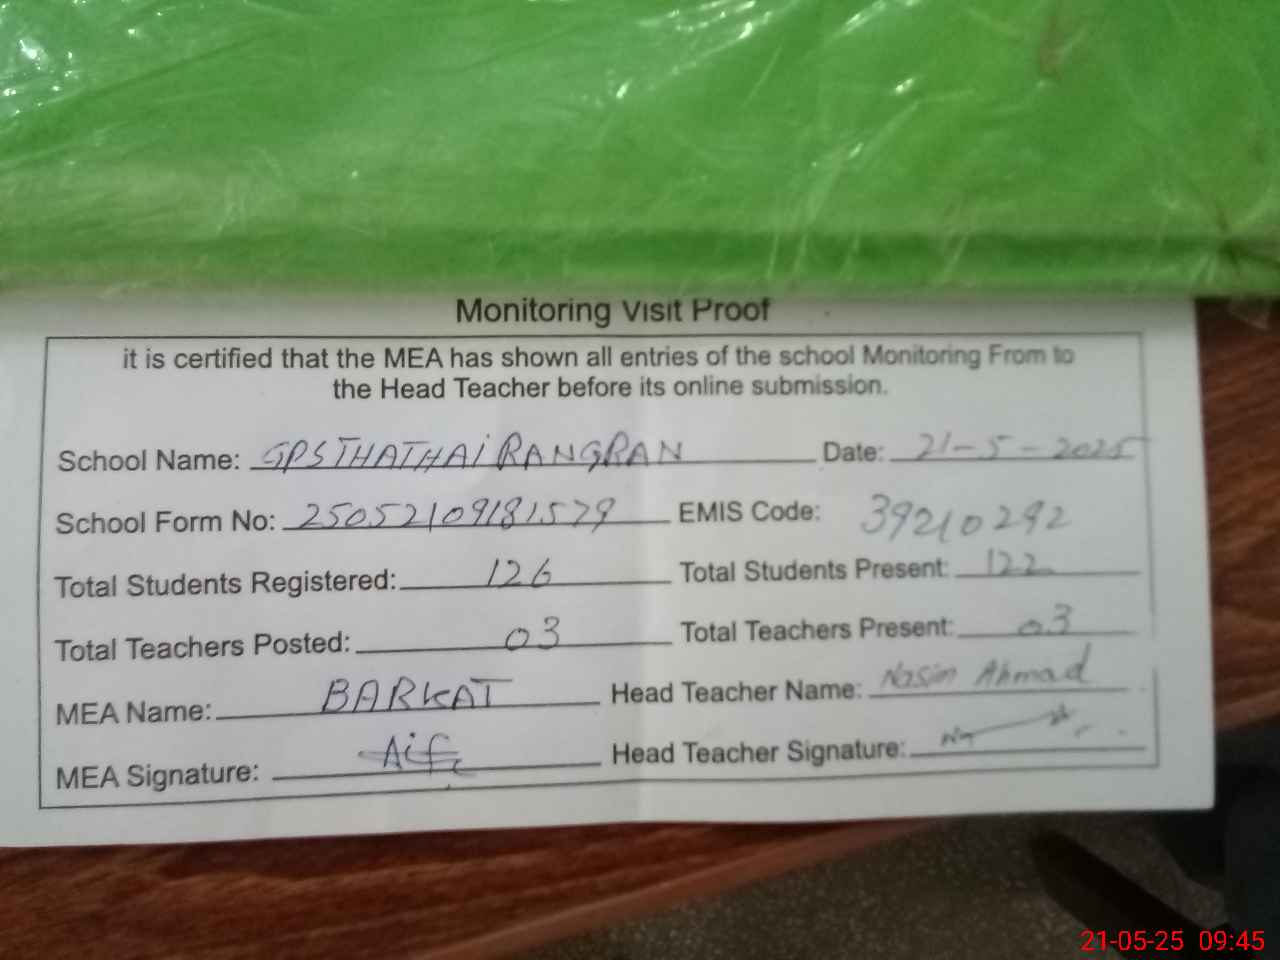 Monitoring Visit Proof
it is certified that the MEA has shown all entries of the school Monitoring From to
the Head Teacher before its online submission.
School Name: GPS THATHAI RANGRAN Date: 21-5-2025
School Form No: 25052109181579 EMIS Code: 39210292
Total Students Registered: 126 Total Students Present: 122
Total Teachers Posted: 03 Total Teachers Present: 03
MEA Name: BARKAT Head Teacher Name: Nasim Ahmad
MEA Signature: Head Teacher Signature:
21-05-25 09:45